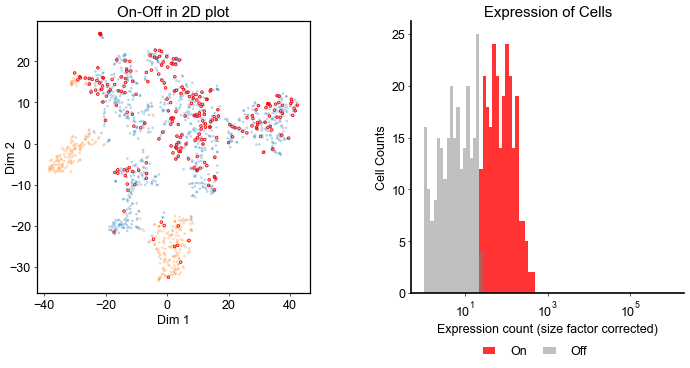 On-Off in 2D plot
Dim 2
20
10
0
−10
−20
−30
−40
−20
0
20
40
Dim 1
Expression of Cells
Cell Counts
25
20
15
10
5
0
10^1
10^3
10^5
Expression count (size factor corrected)
On
Off